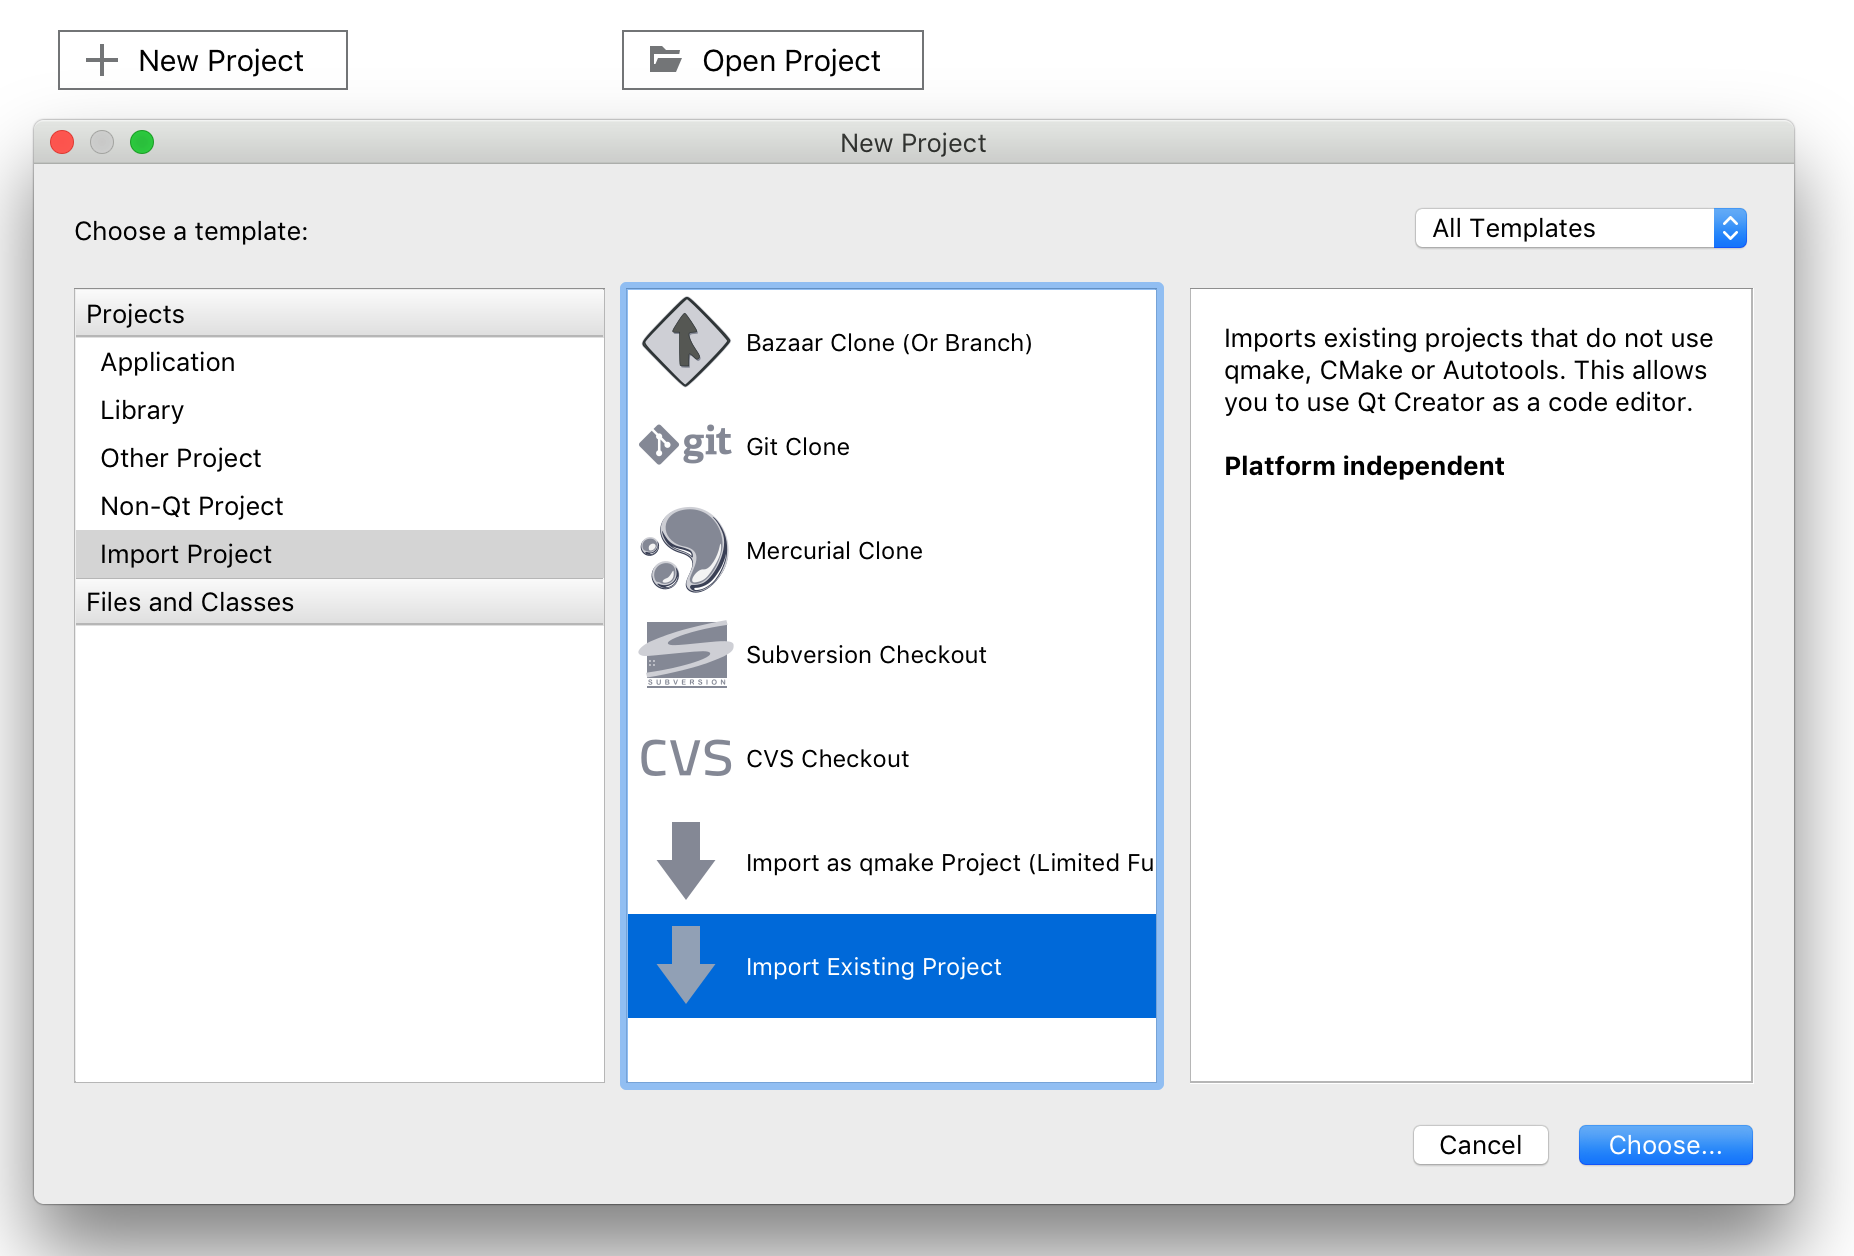 New Project
Open Project
New Project
Choose a template:
All Templates
Projects
Application
Library
Other Project
Non-Qt Project
Import Project
Files and Classes
Bazaar Clone (Or Branch)
git
Git Clone
Mercurial Clone
SUBVERSION
Subversion Checkout
CVS
CVS Checkout
Import as qmake Project (Limited Fu
Import Existing Project
Imports existing projects that do not use
qmake, CMake or Autotools. This allows
you to use Qt Creator as a code editor.
Platform independent
Cancel
Choose...